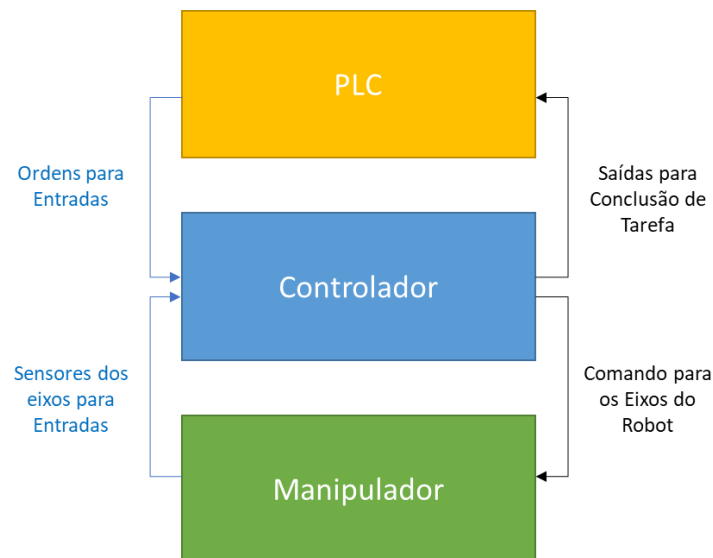 PLC
Ordens para
Entradas
Saídas para
Conclusão de
Tarefa
Controlador
Sensores dos
eixos para
Entradas
Comando para
os Eixos do
Robot
Manipulador